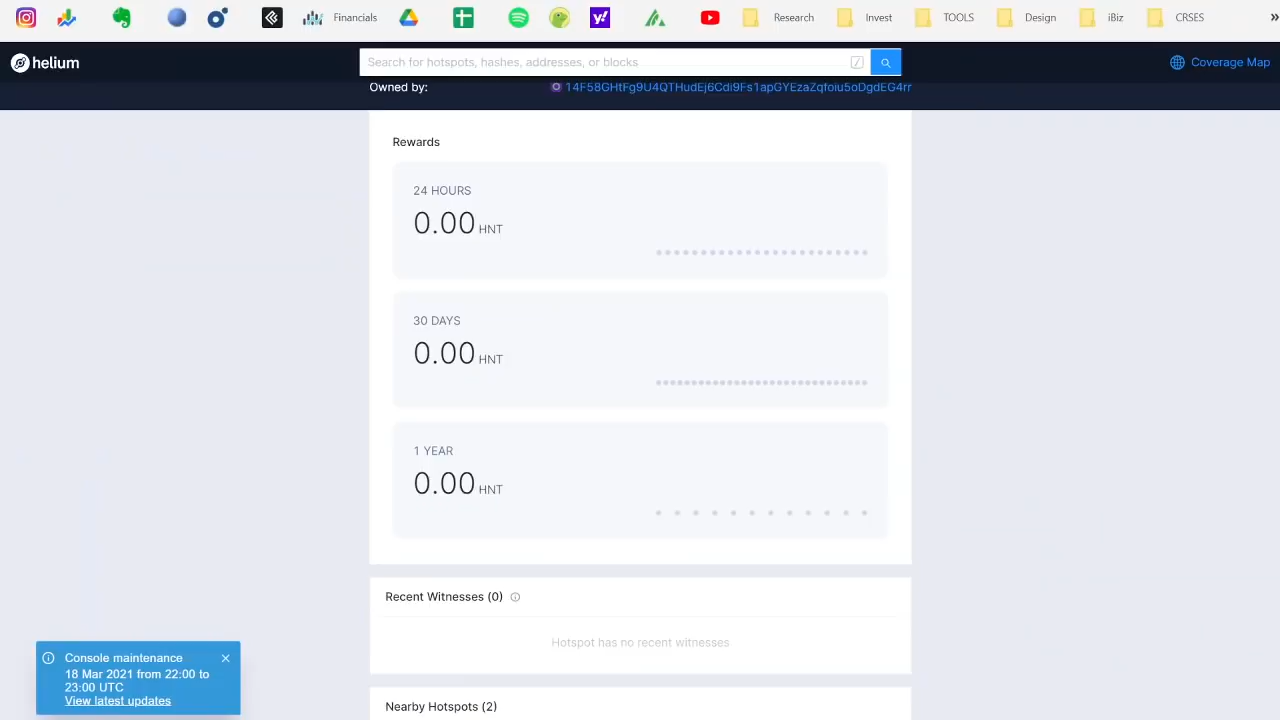 Financials
Research
Invest
TOOLS
Design
iBiz
CRSES
»
helium
Search for hotspots, hashes, addresses, or blocks
/
Coverage Map
Owned by:
14F58GHtFg9U4QTHudEj6Cdi9Fs1apGYEzaZqfoiu5oDgdEG4rr
Rewards
24 HOURS
0.00 HNT
30 DAYS
0.00 HNT
1 YEAR
0.00 HNT
Recent Witnesses (0)
Hotspot has no recent witnesses
Nearby Hotspots (2)
Console maintenance
18 Mar 2021 from 22:00 to
23:00 UTC
View latest updates